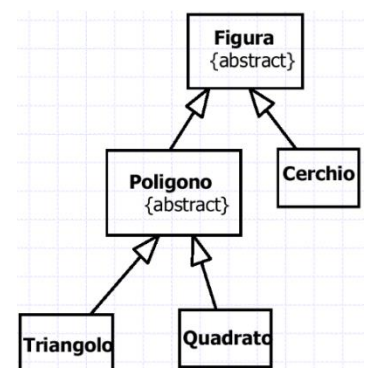 Figura
{abstract}
Poligono
{abstract}
Cerchio
Triangolo
Quadrato